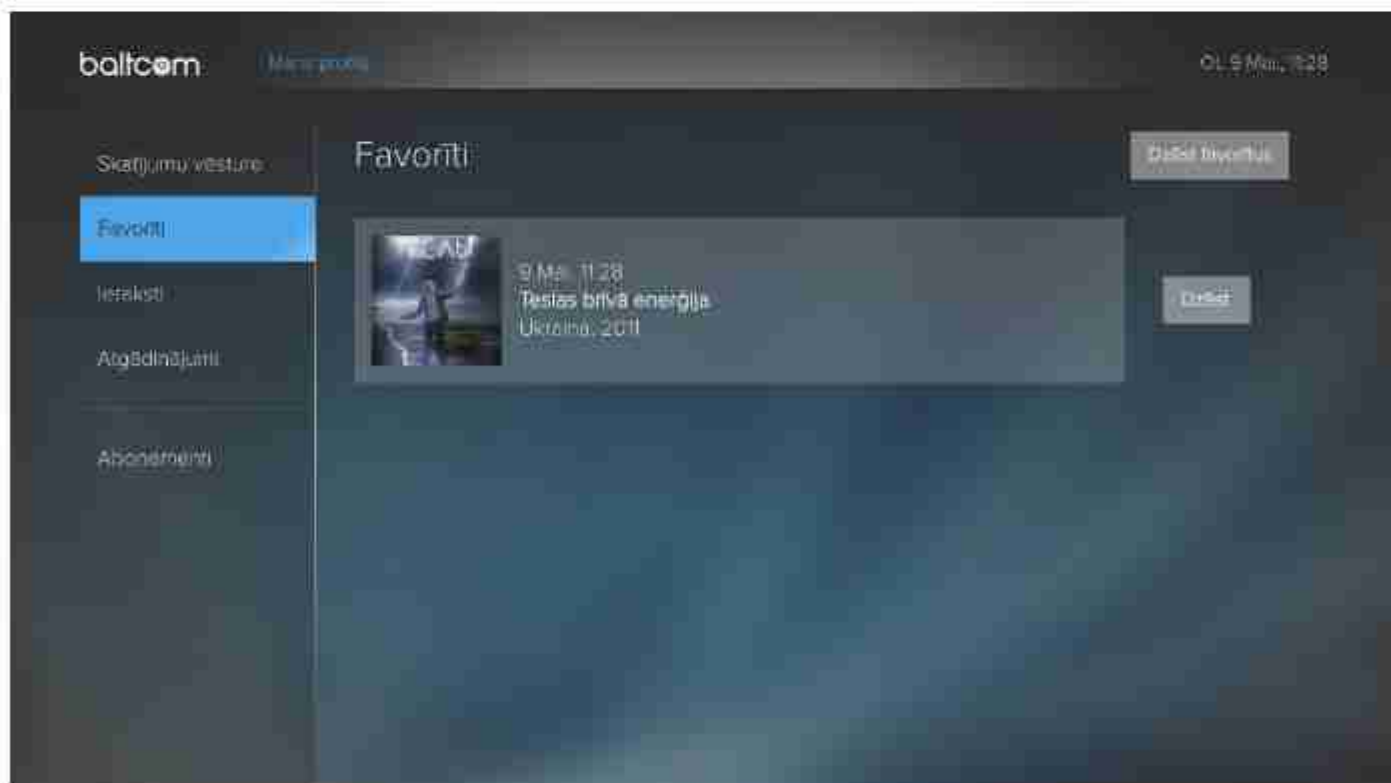 baltcom
Mans profils
OT, 9 Mai, 11:28
Skatījumu vēsture
Favorīti
Ieraksti
Atgādinājumi
Abonementi
Favorīti
Dzēst favorītus
9 Mai, 11:28
Teslas brīvā enerģija
Ukraina, 2011
Dzēst